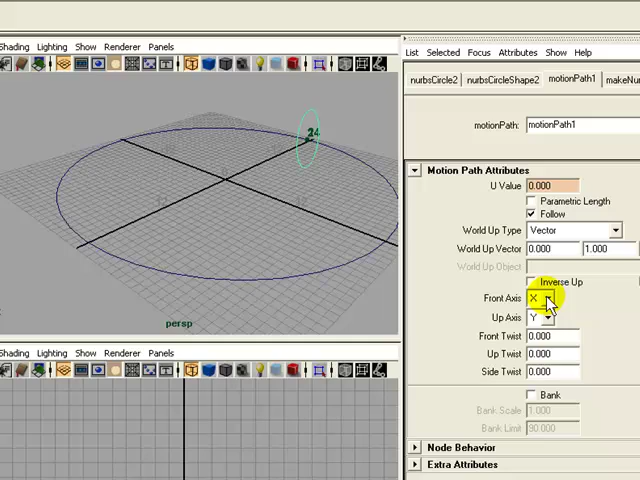 Shading Lighting Show Renderer Panels
24
persp
Shading Lighting Show Renderer Panels
List Selected Focus Attributes Show Help
nurbsCircle2 nurbsCircleShape2 motionPath1 makeNur
motionPath: motionPath1
Motion Path Attributes
U Value 0.000
Parametric Length
Follow
World Up Type Vector
World Up Vector 0.000 1.000
World Up Object
Inverse Up
Front Axis X
Up Axis Y
Front Twist 0.000
Up Twist 0.000
Side Twist 0.000
Bank
Bank Scale 1.000
Bank Limit 90.000
Node Behavior
Extra Attributes